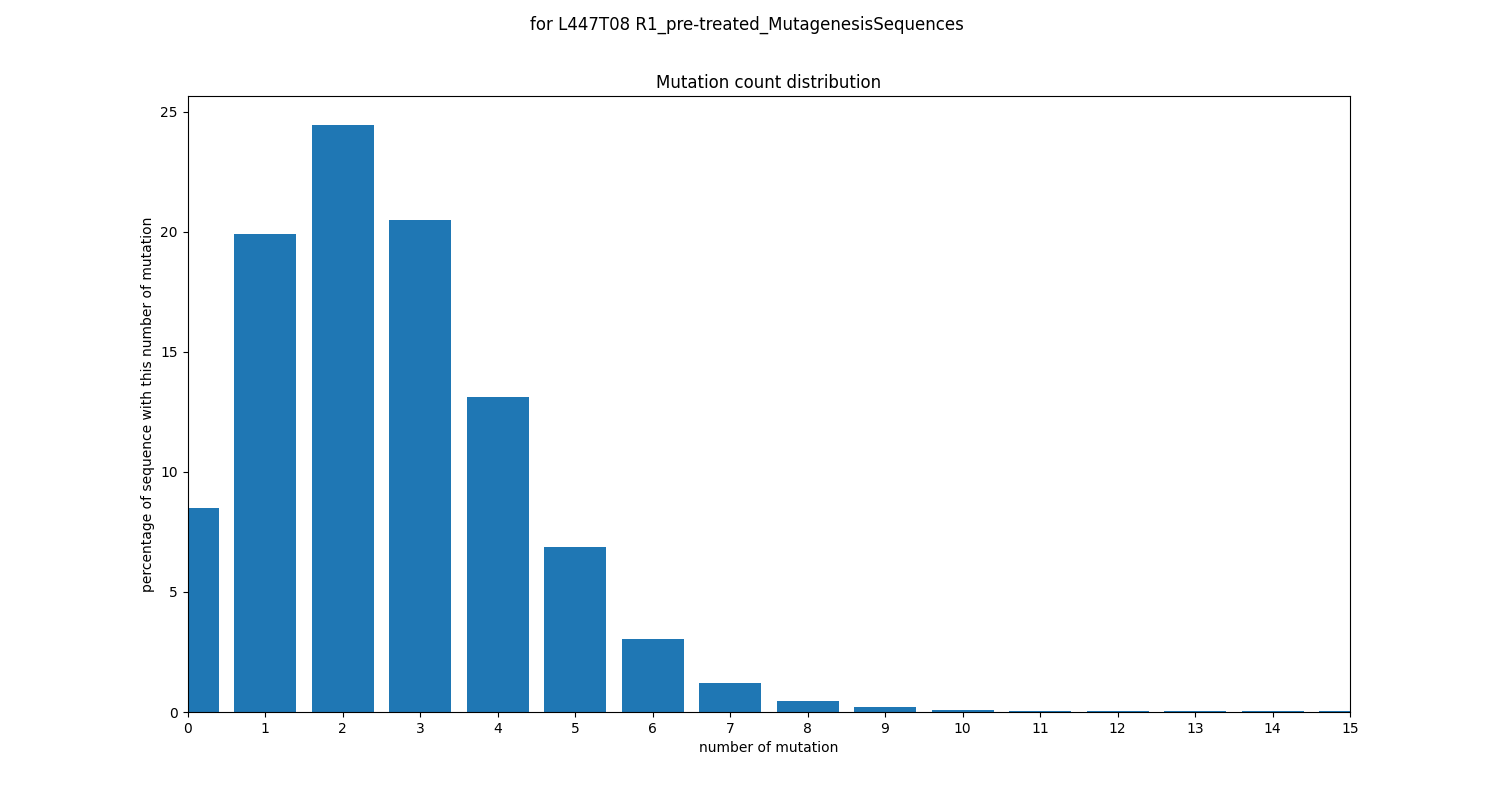 for L447T08 R1_pre-treated_MutagenesisSequences
Mutation count distribution
percentage of sequence with this number of mutation
25
20
15
10
5
0
0 1 2 3 4 5 6 7 8 9 10 11 12 13 14 15
number of mutation